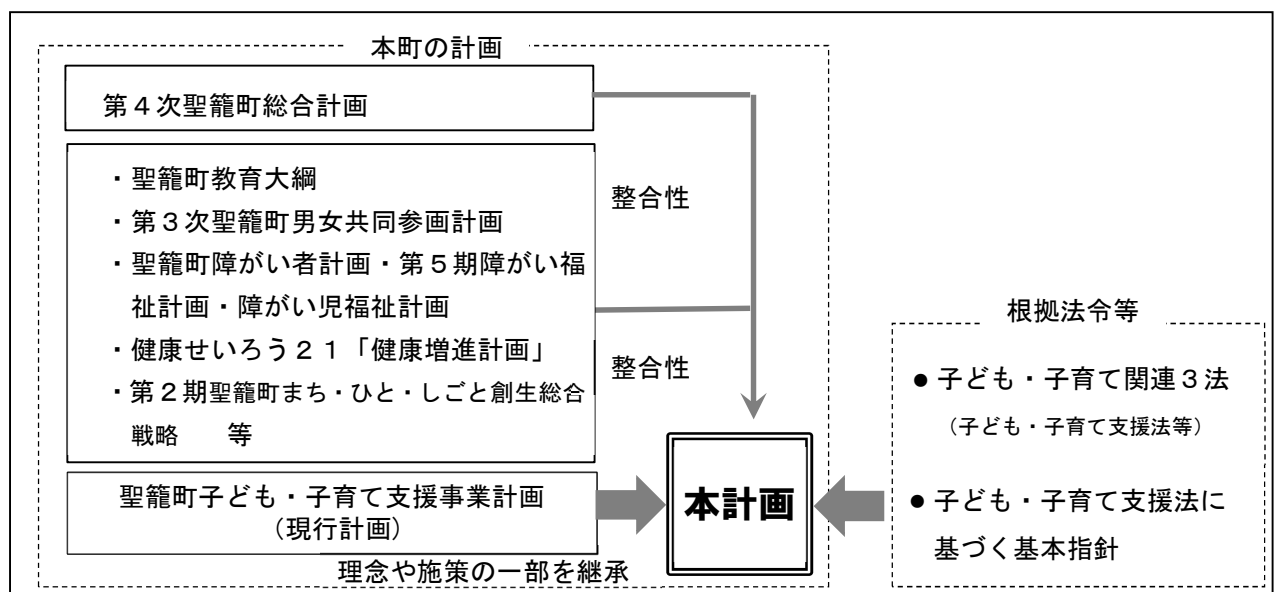 本町の計画
第４次聖籠町総合計画
・聖籠町教育大綱
・第３次聖籠町男女共同参画計画
・聖籠町障がい者計画・第５期障がい福
祉計画・障がい児福祉計画
・健康せいろう２１「健康増進計画」
・第２期聖籠町まち・ひと・しごと創生総合
戦略　等
整合性
整合性
聖籠町子ども・子育て支援事業計画
（現行計画）
理念や施策の一部を継承
本計画
根拠法令等
●子ども・子育て関連３法
（子ども・子育て支援法等）
●子ども・子育て支援法に
基づく基本指針